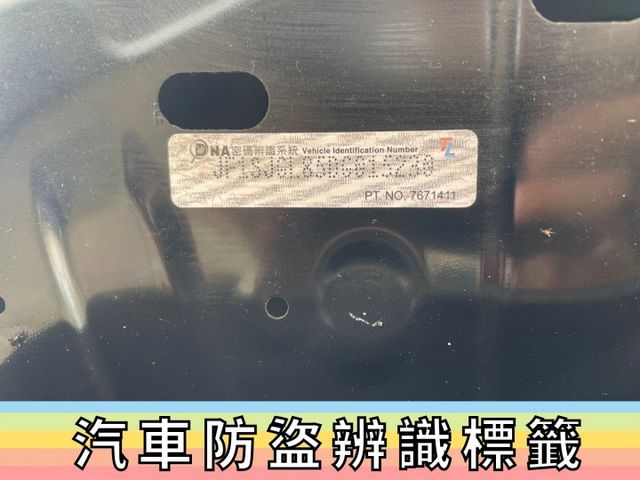 DNA密碼辨識系統 Vehicle Identification Number
TL
PT. NO. 7671411
汽車防盜辨識標籤